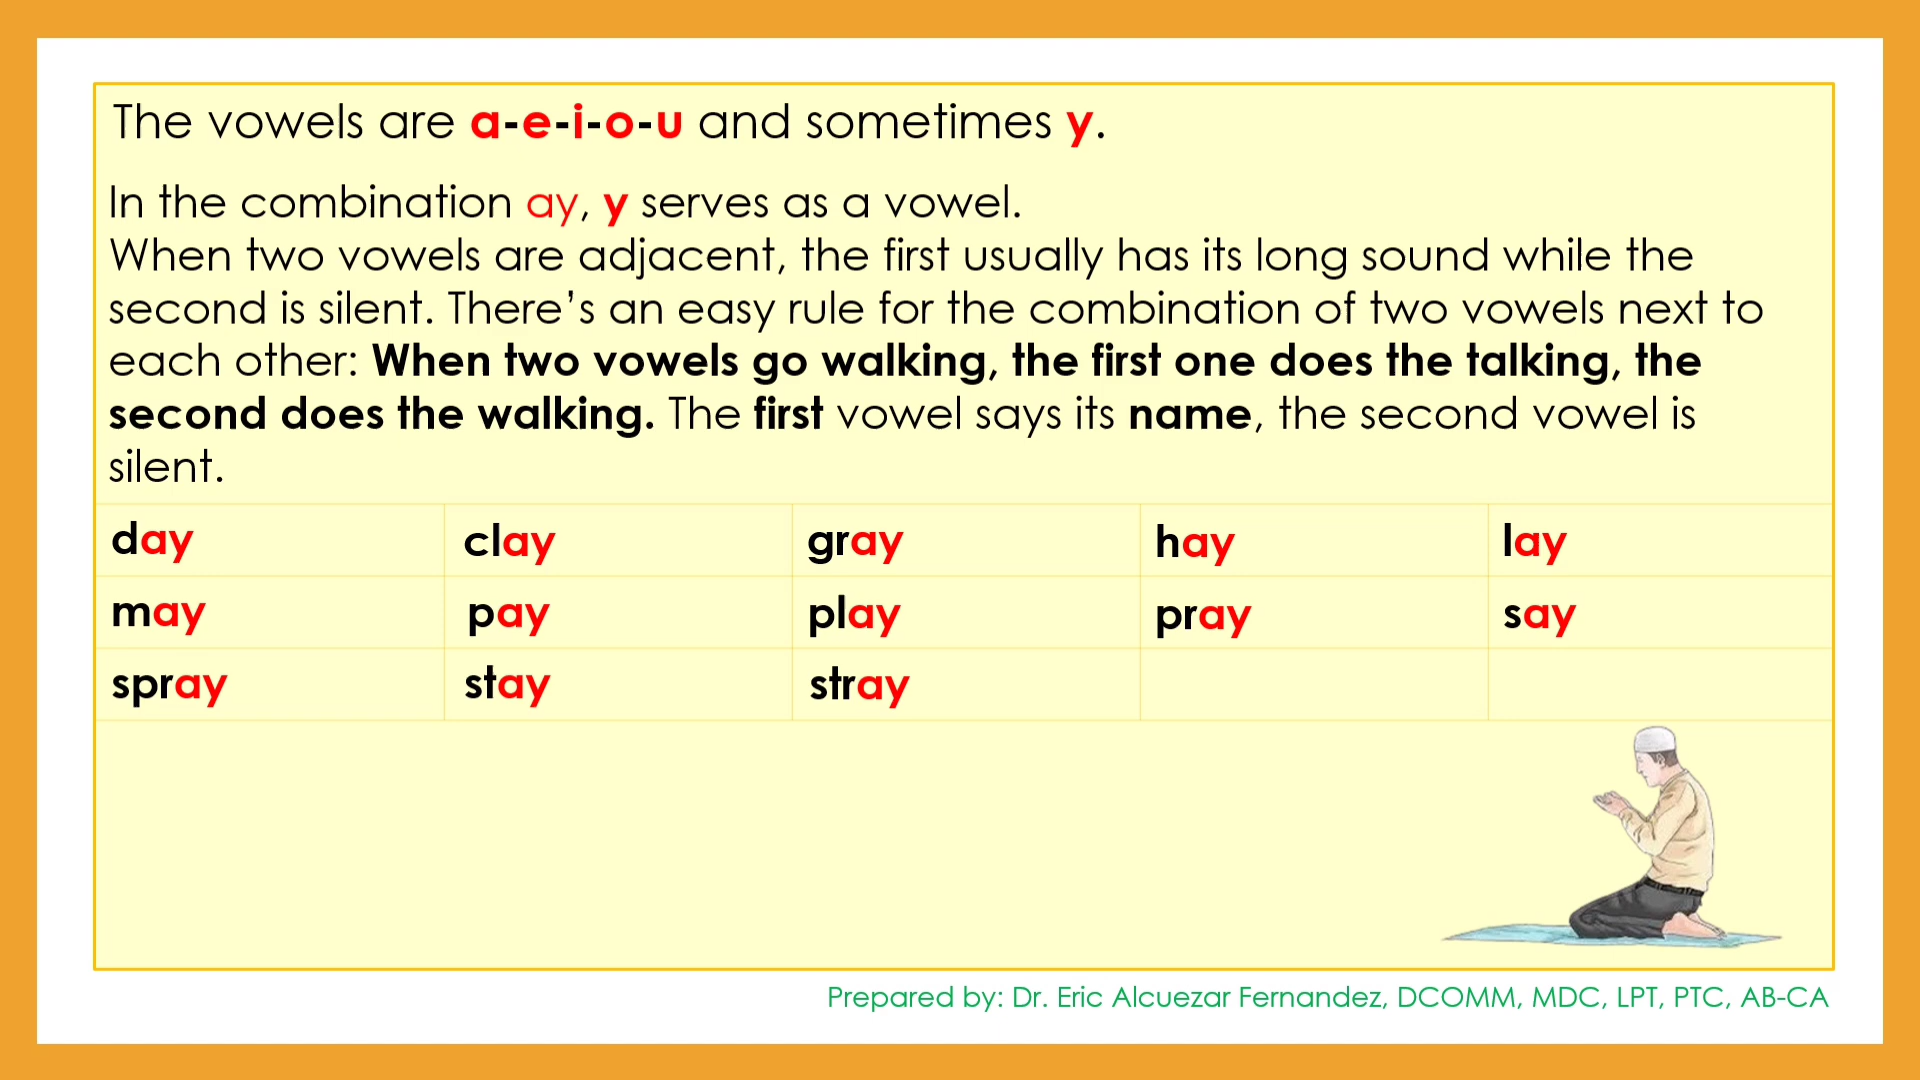 The vowels are a-e-i-o-u and sometimes y.
In the combination ay, y serves as a vowel.
When two vowels are adjacent, the first usually has its long sound while the
second is silent. There’s an easy rule for the combination of two vowels next to
each other: When two vowels go walking, the first one does the talking, the
second does the walking. The first vowel says its name, the second vowel is
silent.
day clay gray hay lay
may pay play pray say
spray stay stray
Prepared by: Dr. Eric Alcuezar Fernandez, DCOMM, MDC, LPT, PTC, AB-CA